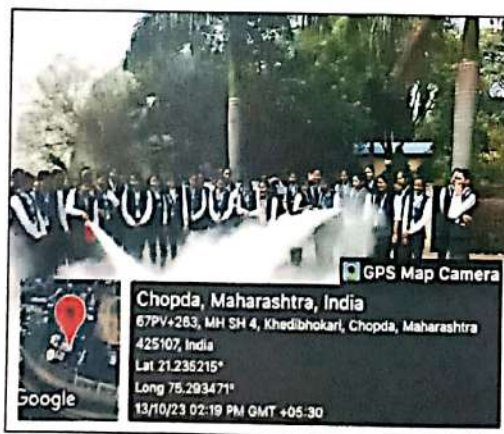 GPS Map Camera
Chopda, Maharashtra, India
67PV+263, MH SH 4, Khedibhokari, Chopda, Maharashtra
425107, India
Lat 21.235215°
Long 75.293471°
13/10/23 02:19 PM GMT +05:30
Google